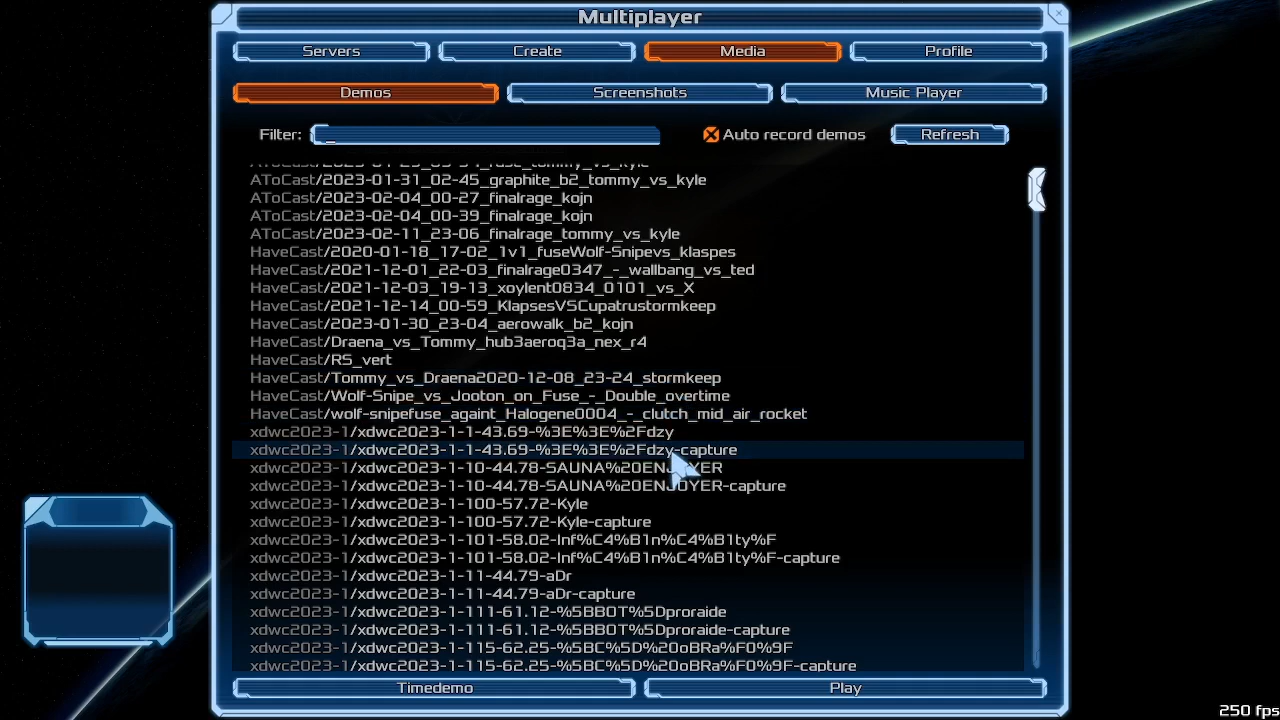 Multiplayer
Servers
Create
Media
Profile
Demos
Screenshots
Music Player
Filter:
_
Auto record demos
Refresh
AToCast/2023-01-31_02-45_graphite_b2_tommy_vs_kyle
AToCast/2023-02-04_00-27_finalrage_kojn
AToCast/2023-02-04_00-39_finalrage_kojn
AToCast/2023-02-11_23-06_finalrage_tommy_vs_kyle
HaveCast/2020-01-18_17-02_1v1_fuseWolf-Snipevs_klaspes
HaveCast/2021-12-01_22-03_finalrage0347_-_wallbang_vs_ted
HaveCast/2021-12-03_19-13_xoylent0834_0101_vs_X
HaveCast/2021-12-14_00-59_KlapsesVSCupatrustormkeep
HaveCast/2023-01-30_23-04_aerowalk_b2_kojn
HaveCast/Draena_vs_Tommy_hub3aeroq3a_nex_r4
HaveCast/RS_vert
HaveCast/Tommy_vs_Draena2020-12-08_23-24_stormkeep
HaveCast/Wolf-Snipe_vs_Jooton_on_Fuse_-_Double_overtime
HaveCast/wolf-snipefuse_againt_Halogene0004_-_clutch_mid_air_rocket
xdwc2023-1/xdwc2023-1-1-43.69-%3E%3E%2Fdzy
xdwc2023-1/xdwc2023-1-1-43.69-%3E%3E%2Fdzy-capture
xdwc2023-1/xdwc2023-1-10-44.78-SAUNA%20ENJOYER
xdwc2023-1/xdwc2023-1-10-44.78-SAUNA%20ENJOYER-capture
xdwc2023-1/xdwc2023-1-100-57.72-Kyle
xdwc2023-1/xdwc2023-1-100-57.72-Kyle-capture
xdwc2023-1/xdwc2023-1-101-58.02-Inf%C4%B1n%C4%B1ty%F
xdwc2023-1/xdwc2023-1-101-58.02-Inf%C4%B1n%C4%B1ty%F-capture
xdwc2023-1/xdwc2023-1-11-44.79-aDr
xdwc2023-1/xdwc2023-1-11-44.79-aDr-capture
xdwc2023-1/xdwc2023-1-111-61.12-%5BBOT%5Dproraide
xdwc2023-1/xdwc2023-1-111-61.12-%5BBOT%5Dproraide-capture
xdwc2023-1/xdwc2023-1-115-62.25-%5BC%5D%20oBRa%F0%9F
xdwc2023-1/xdwc2023-1-115-62.25-%5BC%5D%20oBRa%F0%9F-capture
Timedemo
Play
250 fps